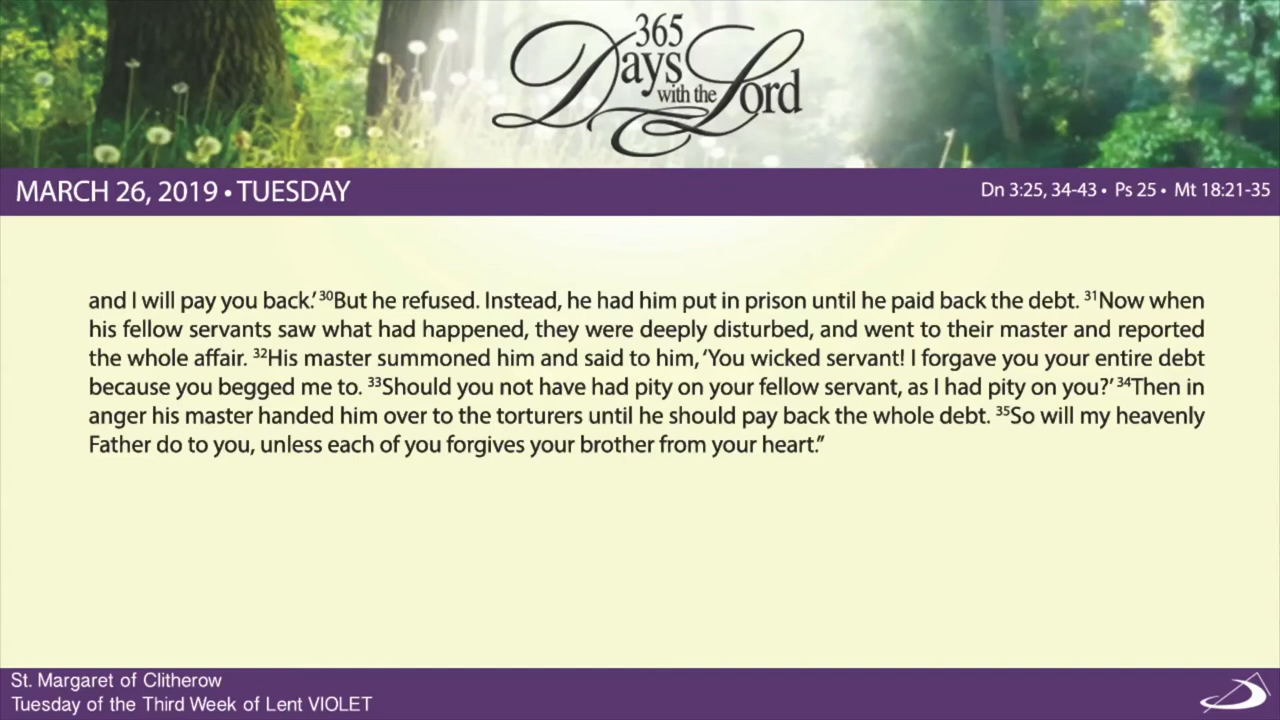 365
Days
with the
Lord
MARCH 26, 2019 • TUESDAY
Dn 3:25, 34-43 • Ps 25 • Mt 18:21-35
and I will pay you back.’ ³⁰But he refused. Instead, he had him put in prison until he paid back the debt. ³¹Now when
his fellow servants saw what had happened, they were deeply disturbed, and went to their master and reported
the whole affair. ³²His master summoned him and said to him, ‘You wicked servant! I forgave you your entire debt
because you begged me to. ³³Should you not have had pity on your fellow servant, as I had pity on you?’ ³⁴Then in
anger his master handed him over to the torturers until he should pay back the whole debt. ³⁵So will my heavenly
Father do to you, unless each of you forgives your brother from your heart.”
St. Margaret of Clitherow
Tuesday of the Third Week of Lent VIOLET